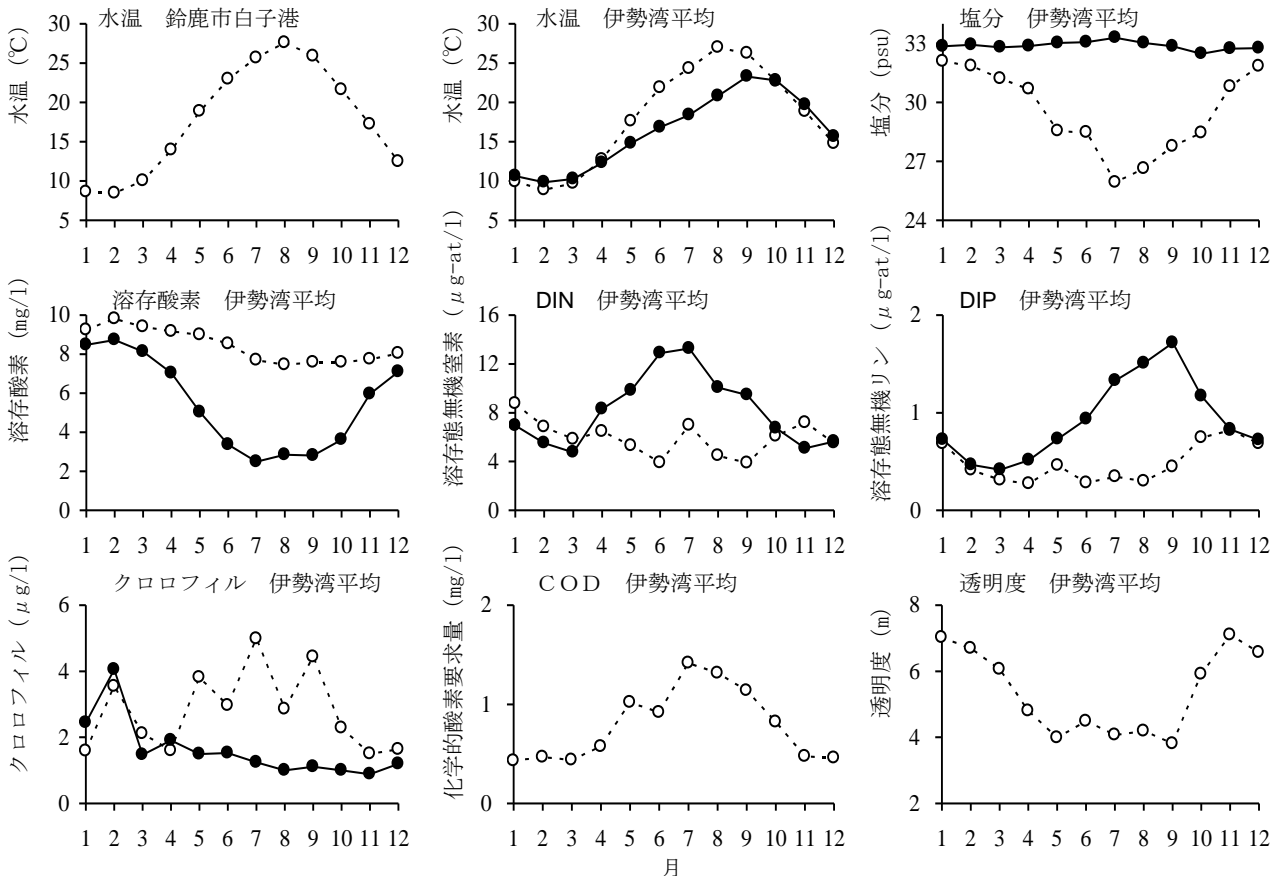 水温　鈴鹿市白子港
水温 (℃)
30
25
20
15
10
5
1 2 3 4 5 6 7 8 9 10 11 12
水温　伊勢湾平均
水温 (℃)
30
25
20
15
10
5
1 2 3 4 5 6 7 8 9 10 11 12
塩分　伊勢湾平均
塩分 (psu)
33
30
27
24
1 2 3 4 5 6 7 8 9 10 11 12
溶存酸素　伊勢湾平均
溶存酸素 (mg/l)
10
8
6
4
2
0
1 2 3 4 5 6 7 8 9 10 11 12
DIN　伊勢湾平均
溶存態無機窒素 (μg-at/l)
16
12
8
4
0
1 2 3 4 5 6 7 8 9 10 11 12
DIP　伊勢湾平均
溶存態無機リン (μg-at/l)
2
1
0
1 2 3 4 5 6 7 8 9 10 11 12
クロロフィル　伊勢湾平均
クロロフィル (μg/l)
6
4
2
0
1 2 3 4 5 6 7 8 9 10 11 12
ＣＯＤ　伊勢湾平均
化学的酸素要求量 (mg/l)
2
1
0
1 2 3 4 5 6 7 8 9 10 11 12
月
透明度　伊勢湾平均
透明度 (m)
8
6
4
2
1 2 3 4 5 6 7 8 9 10 11 12